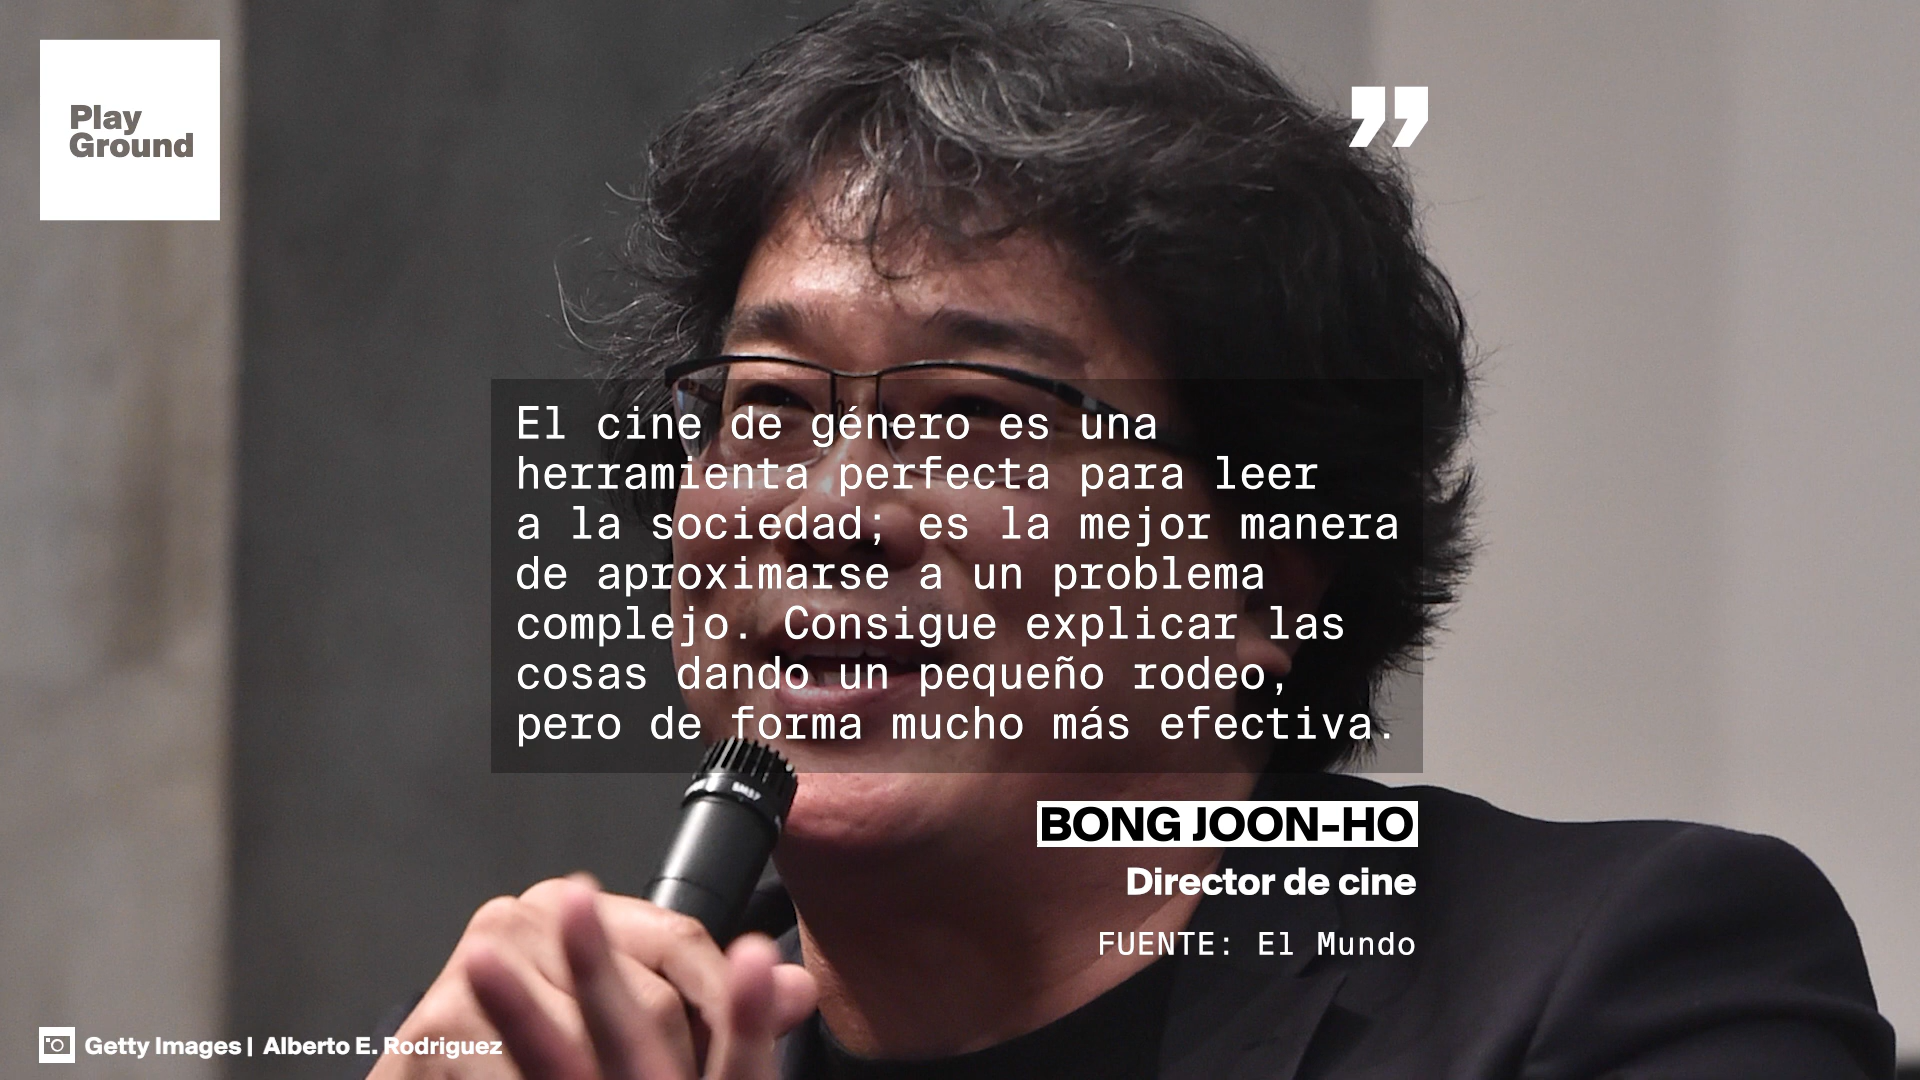 Play
Ground
”
El cine de género es una
herramienta perfecta para leer
a la sociedad; es la mejor manera
de aproximarse a un problema
complejo. Consigue explicar las
cosas dando un pequeño rodeo,
pero de forma mucho más efectiva.
SM57
BONG JOON-HO
Director de cine
FUENTE: El Mundo
Getty Images | Alberto E. Rodriguez